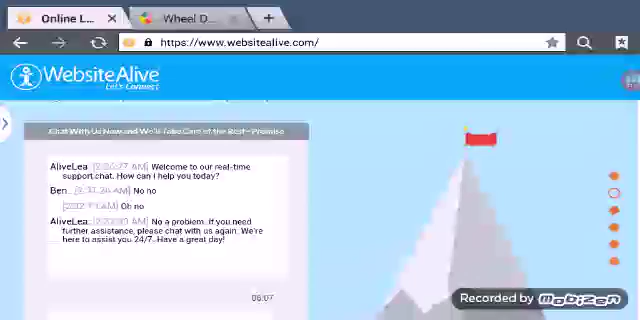 Online L...
Wheel D...
https://www.websitealive.com/
WebsiteAlive
Let's Connect
Chat With Us Now and We'll Take Care of the Rest - Promise
AliveLea Welcome to our real-time
support chat. How can I help you today?
Ben No no
Oh no
AliveLea: No a problem. If you need
further assistance, please chat with us again. We're
here to assist you 24/7. Have a great day!
06:07
Recorded by mobizen